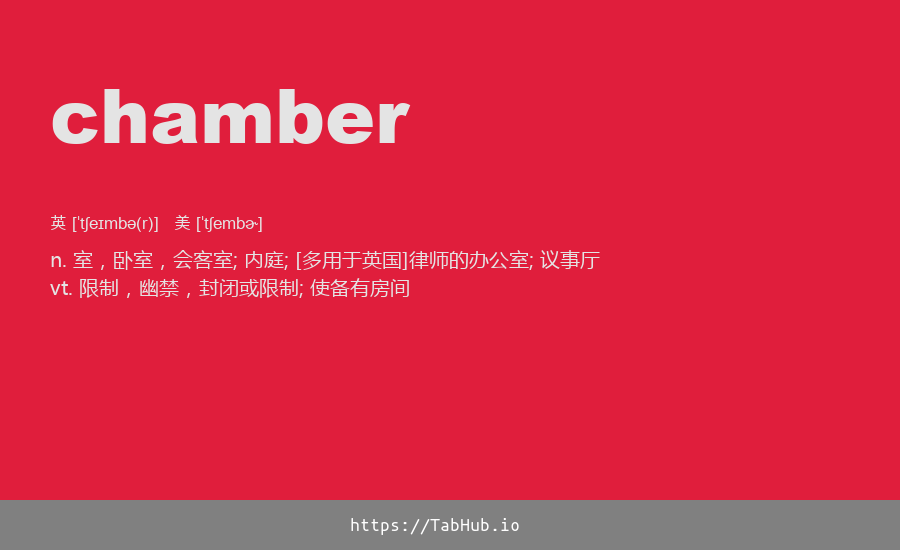 chamber
英 [ˈtʃeɪmbə(r)] 美 [ˈtʃembɚ]
n. 室，卧室，会客室; 内庭; [多用于英国]律师的办公室; 议事厅
vt. 限制，幽禁，封闭或限制; 使备有房间
https://TabHub.io